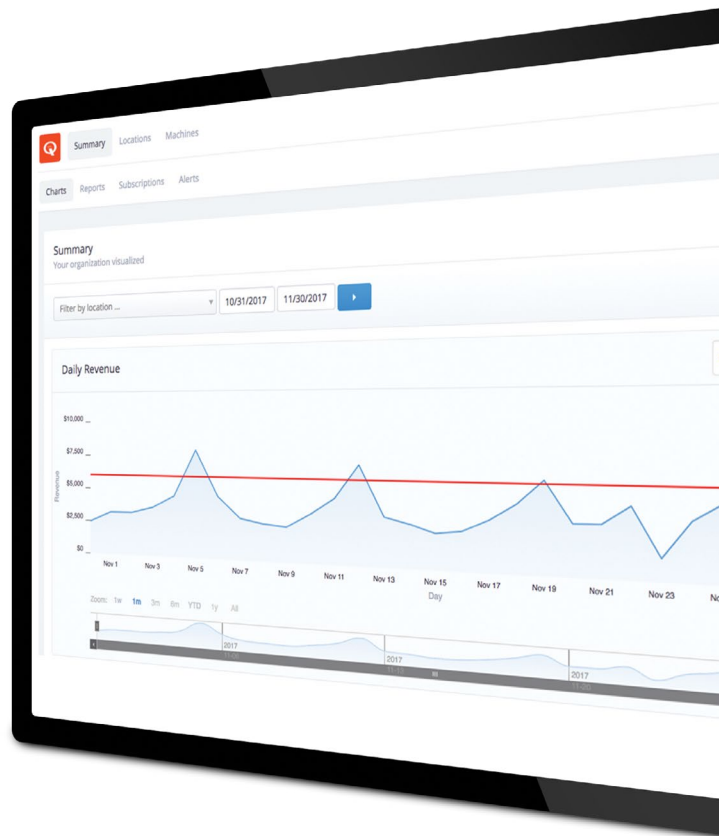 Summary Locations Machines
Charts Reports Subscriptions Alerts
Summary
Your organization visualized
Filter by location ... 10/31/2017 11/30/2017
Daily Revenue
$10,000
$7,500
$5,000
$2,500
$0
Revenue
Nov 1 Nov 3 Nov 5 Nov 7 Nov 9 Nov 11 Nov 13 Nov 15 Nov 17 Nov 19 Nov 21 Nov 23
Day
Zoom: 1w 1m 3m 6m YTD 1y All
2017 2017 2017